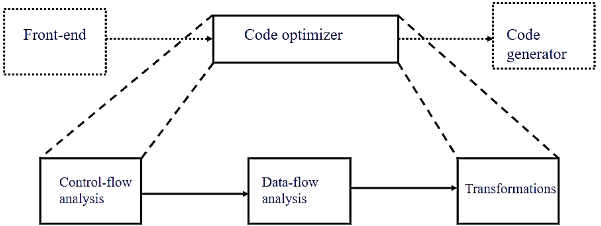 Front-end
Code optimizer
Code
generator
Control-flow
analysis
Data-flow
analysis
Transformations